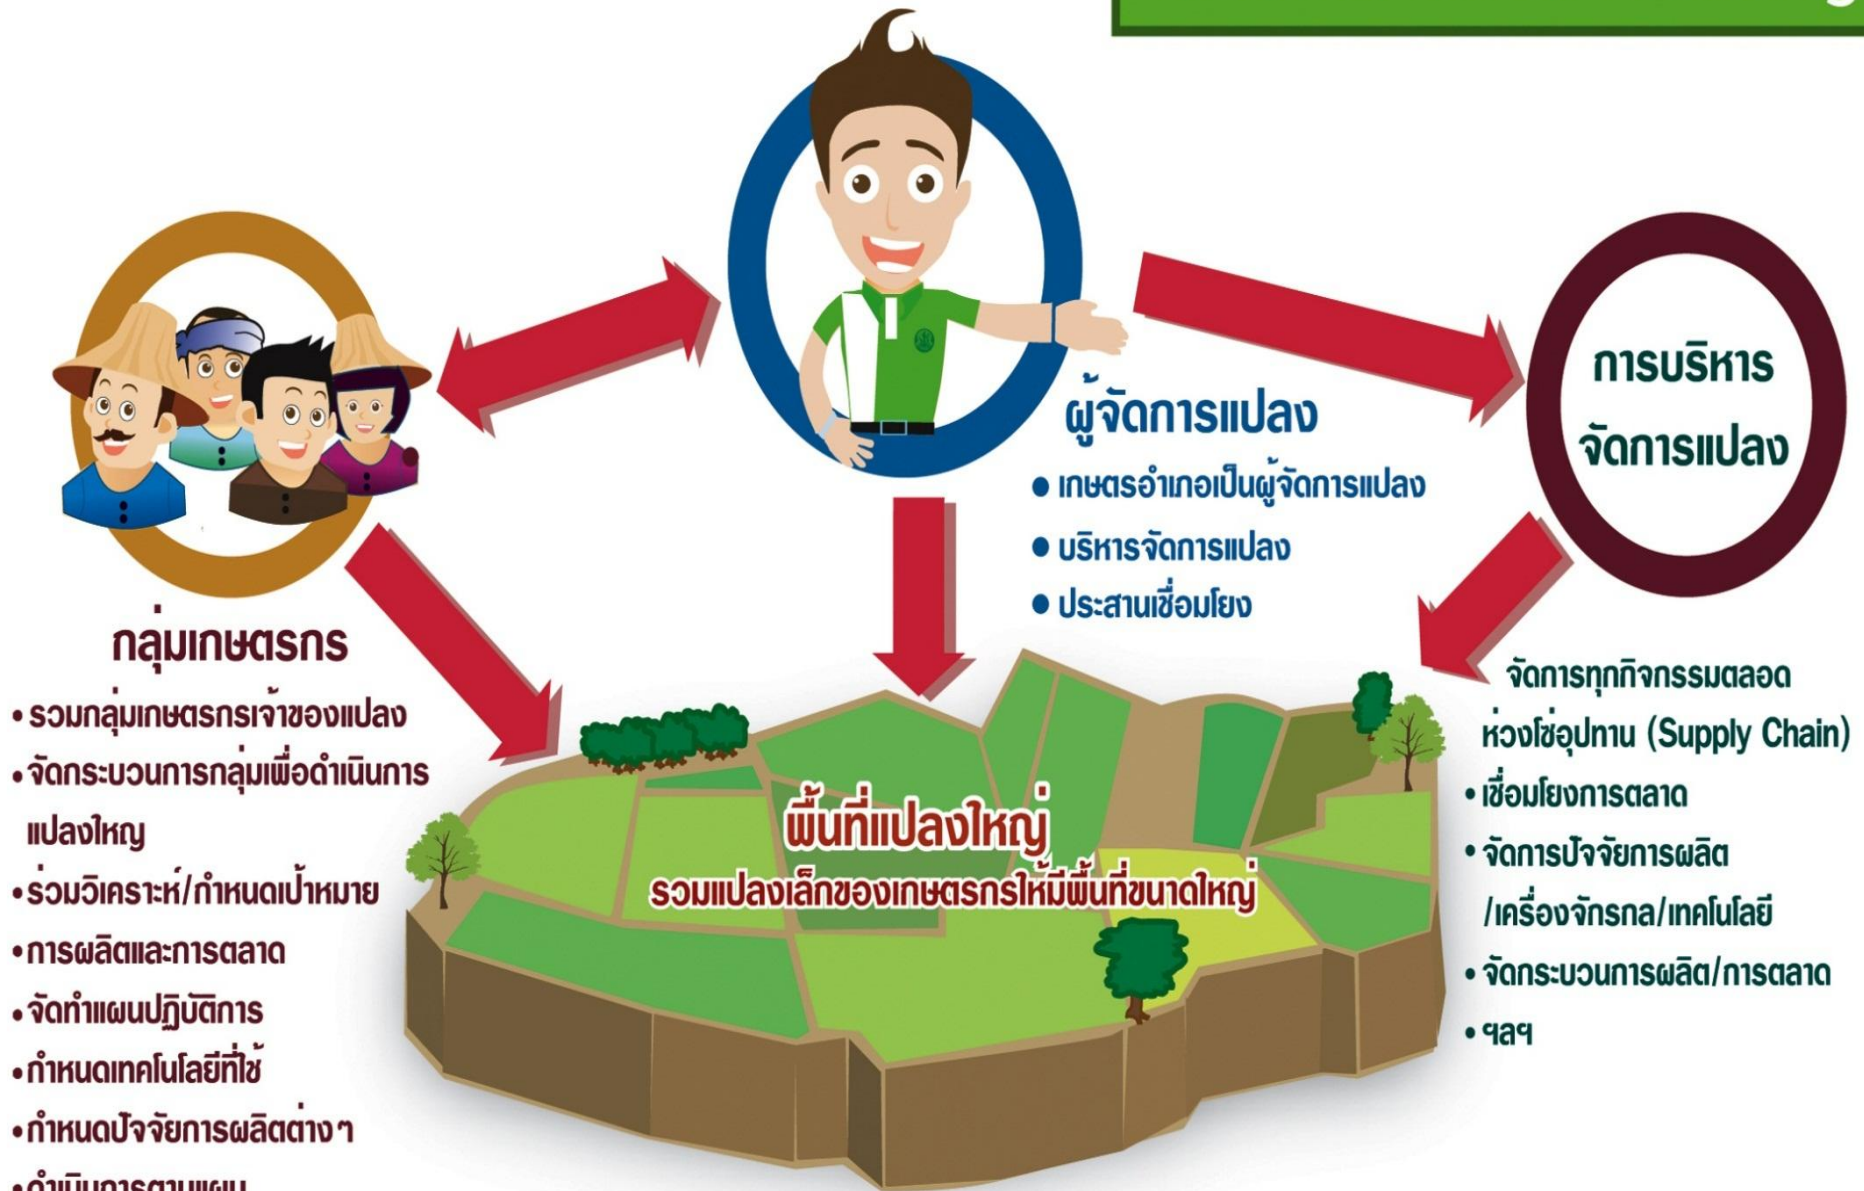 ผู้จัดการแปลง
● เกษตรอำเภอเป็นผู้จัดการแปลง
● บริหารจัดการแปลง
● ประสานเชื่อมโยง
การบริหาร
จัดการแปลง
กลุ่มเกษตรกร
• รวมกลุ่มเกษตรกรเจ้าของแปลง
• จัดกระบวนการกลุ่มเพื่อดำเนินการ
แปลงใหญ่
• ร่วมวิเคราะห์/กำหนดเป้าหมาย
• การผลิตและการตลาด
• จัดทำแผนปฏิบัติการ
• กำหนดเทคโนโลยีที่ใช้
• กำหนดปัจจัยการผลิตต่างๆ
• ดำเนินการตามแผน
พื้นที่แปลงใหญ่
รวมแปลงเล็กของเกษตรกรให้มีพื้นที่ขนาดใหญ่
จัดการทุกกิจกรรมตลอด
ห่วงโซ่อุปทาน (Supply Chain)
• เชื่อมโยงการตลาด
• จัดการปัจจัยการผลิต
/เครื่องจักรกล/เทคโนโลยี
• จัดกระบวนการผลิต/การตลาด
• ฯลฯ